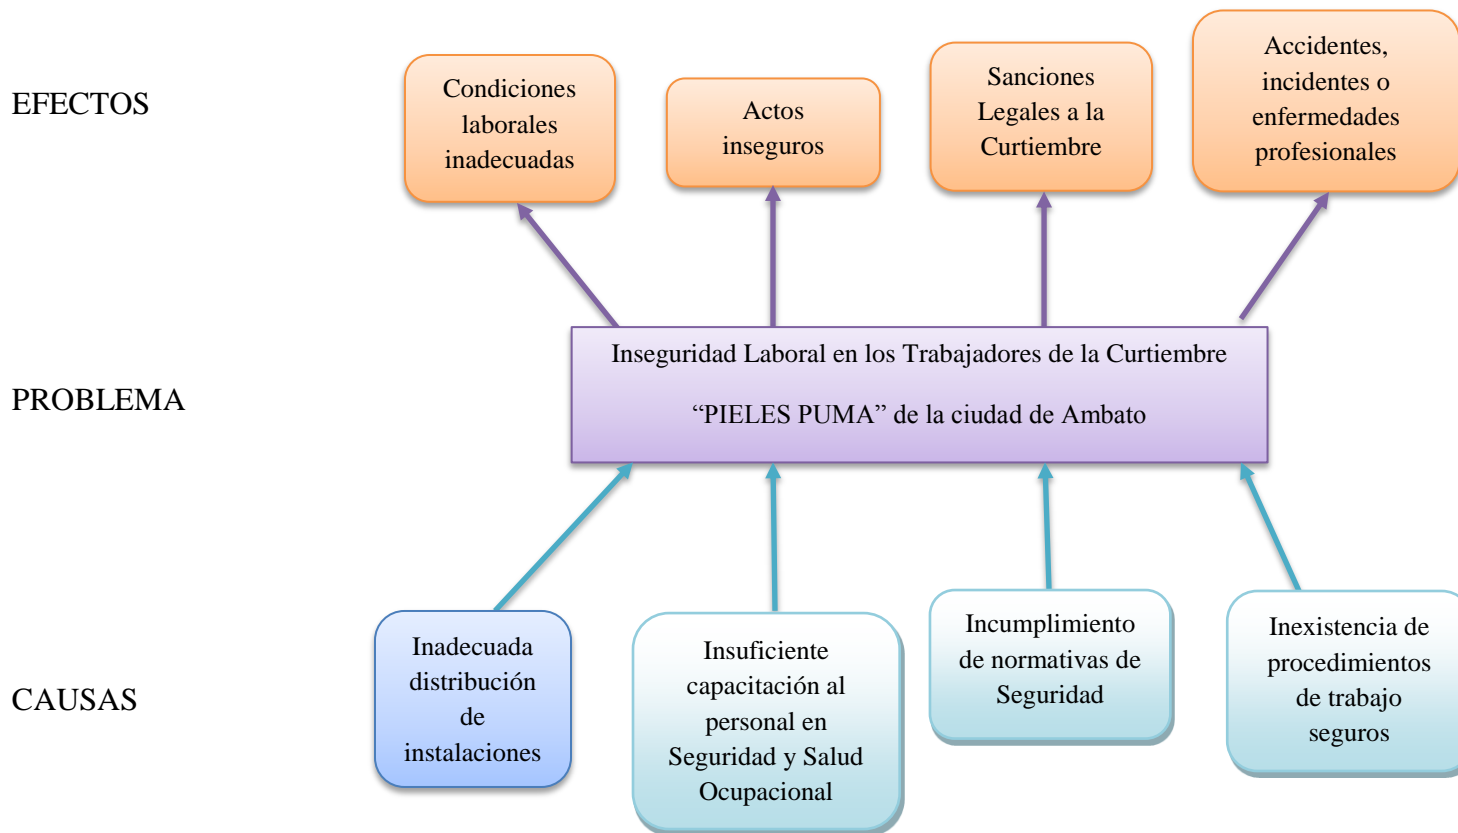 EFECTOS
Condiciones
laborales
inadecuadas
Actos
inseguros
Sanciones
Legales a la
Curtiembre
Accidentes,
incidentes o
enfermedades
profesionales
PROBLEMA
Inseguridad Laboral en los Trabajadores de la Curtiembre
“PIELES PUMA” de la ciudad de Ambato
CAUSAS
Inadecuada
distribución
de
instalaciones
Insuficiente
capacitación al
personal en
Seguridad y Salud
Ocupacional
Incumplimiento
de normativas de
Seguridad
Inexistencia de
procedimientos
de trabajo
seguros